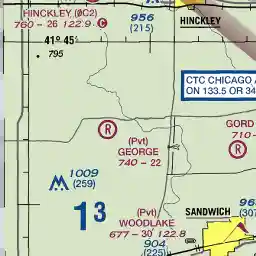 HINCKLEY (0C2)
760 - 26 122.9 C
956
(215)
HINCKLEY
41° 45'
795
CTC CHICAGO
ON 133.5 OR 34
R
(Pvt)
GEORGE
740 - 22
GORD
710-
R
1009
(259)
13
(Pvt)
WOODLAKE
677 - 30 122.8
SANDWICH
96
(307
904
(225)